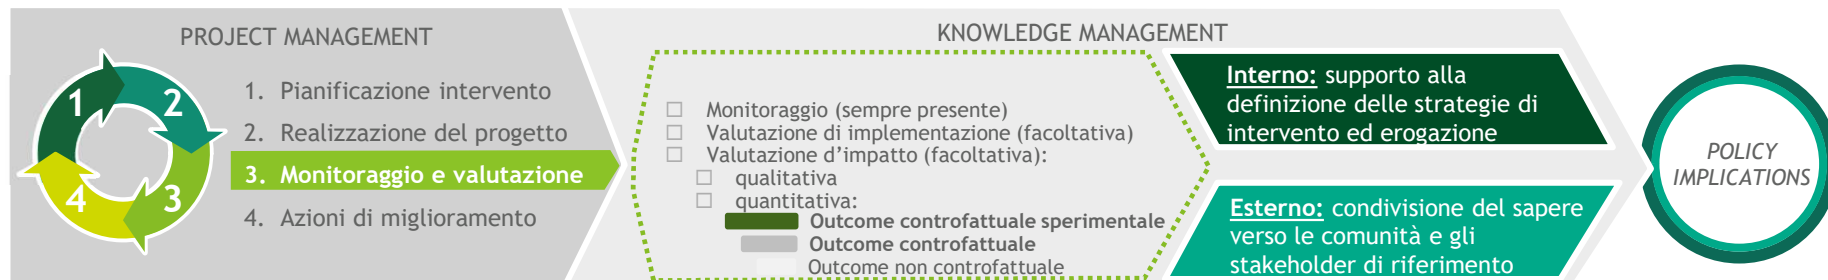 PROJECT MANAGEMENT
1
2
3
4
1. Pianificazione intervento
2. Realizzazione del progetto
3. Monitoraggio e valutazione
4. Azioni di miglioramento
KNOWLEDGE MANAGEMENT
Monitoraggio (sempre presente)
Valutazione di implementazione (facoltativa)
Valutazione d'impatto (facoltativa):
qualitativa
quantitativa:
Outcome controfattuale sperimentale
Outcome controfattuale
Outcome non controfattuale
Interno: supporto alla
definizione delle strategie di
intervento ed erogazione
Esterno: condivisione del sapere
verso le comunità e gli
stakeholder di riferimento
POLICY
IMPLICATIONS